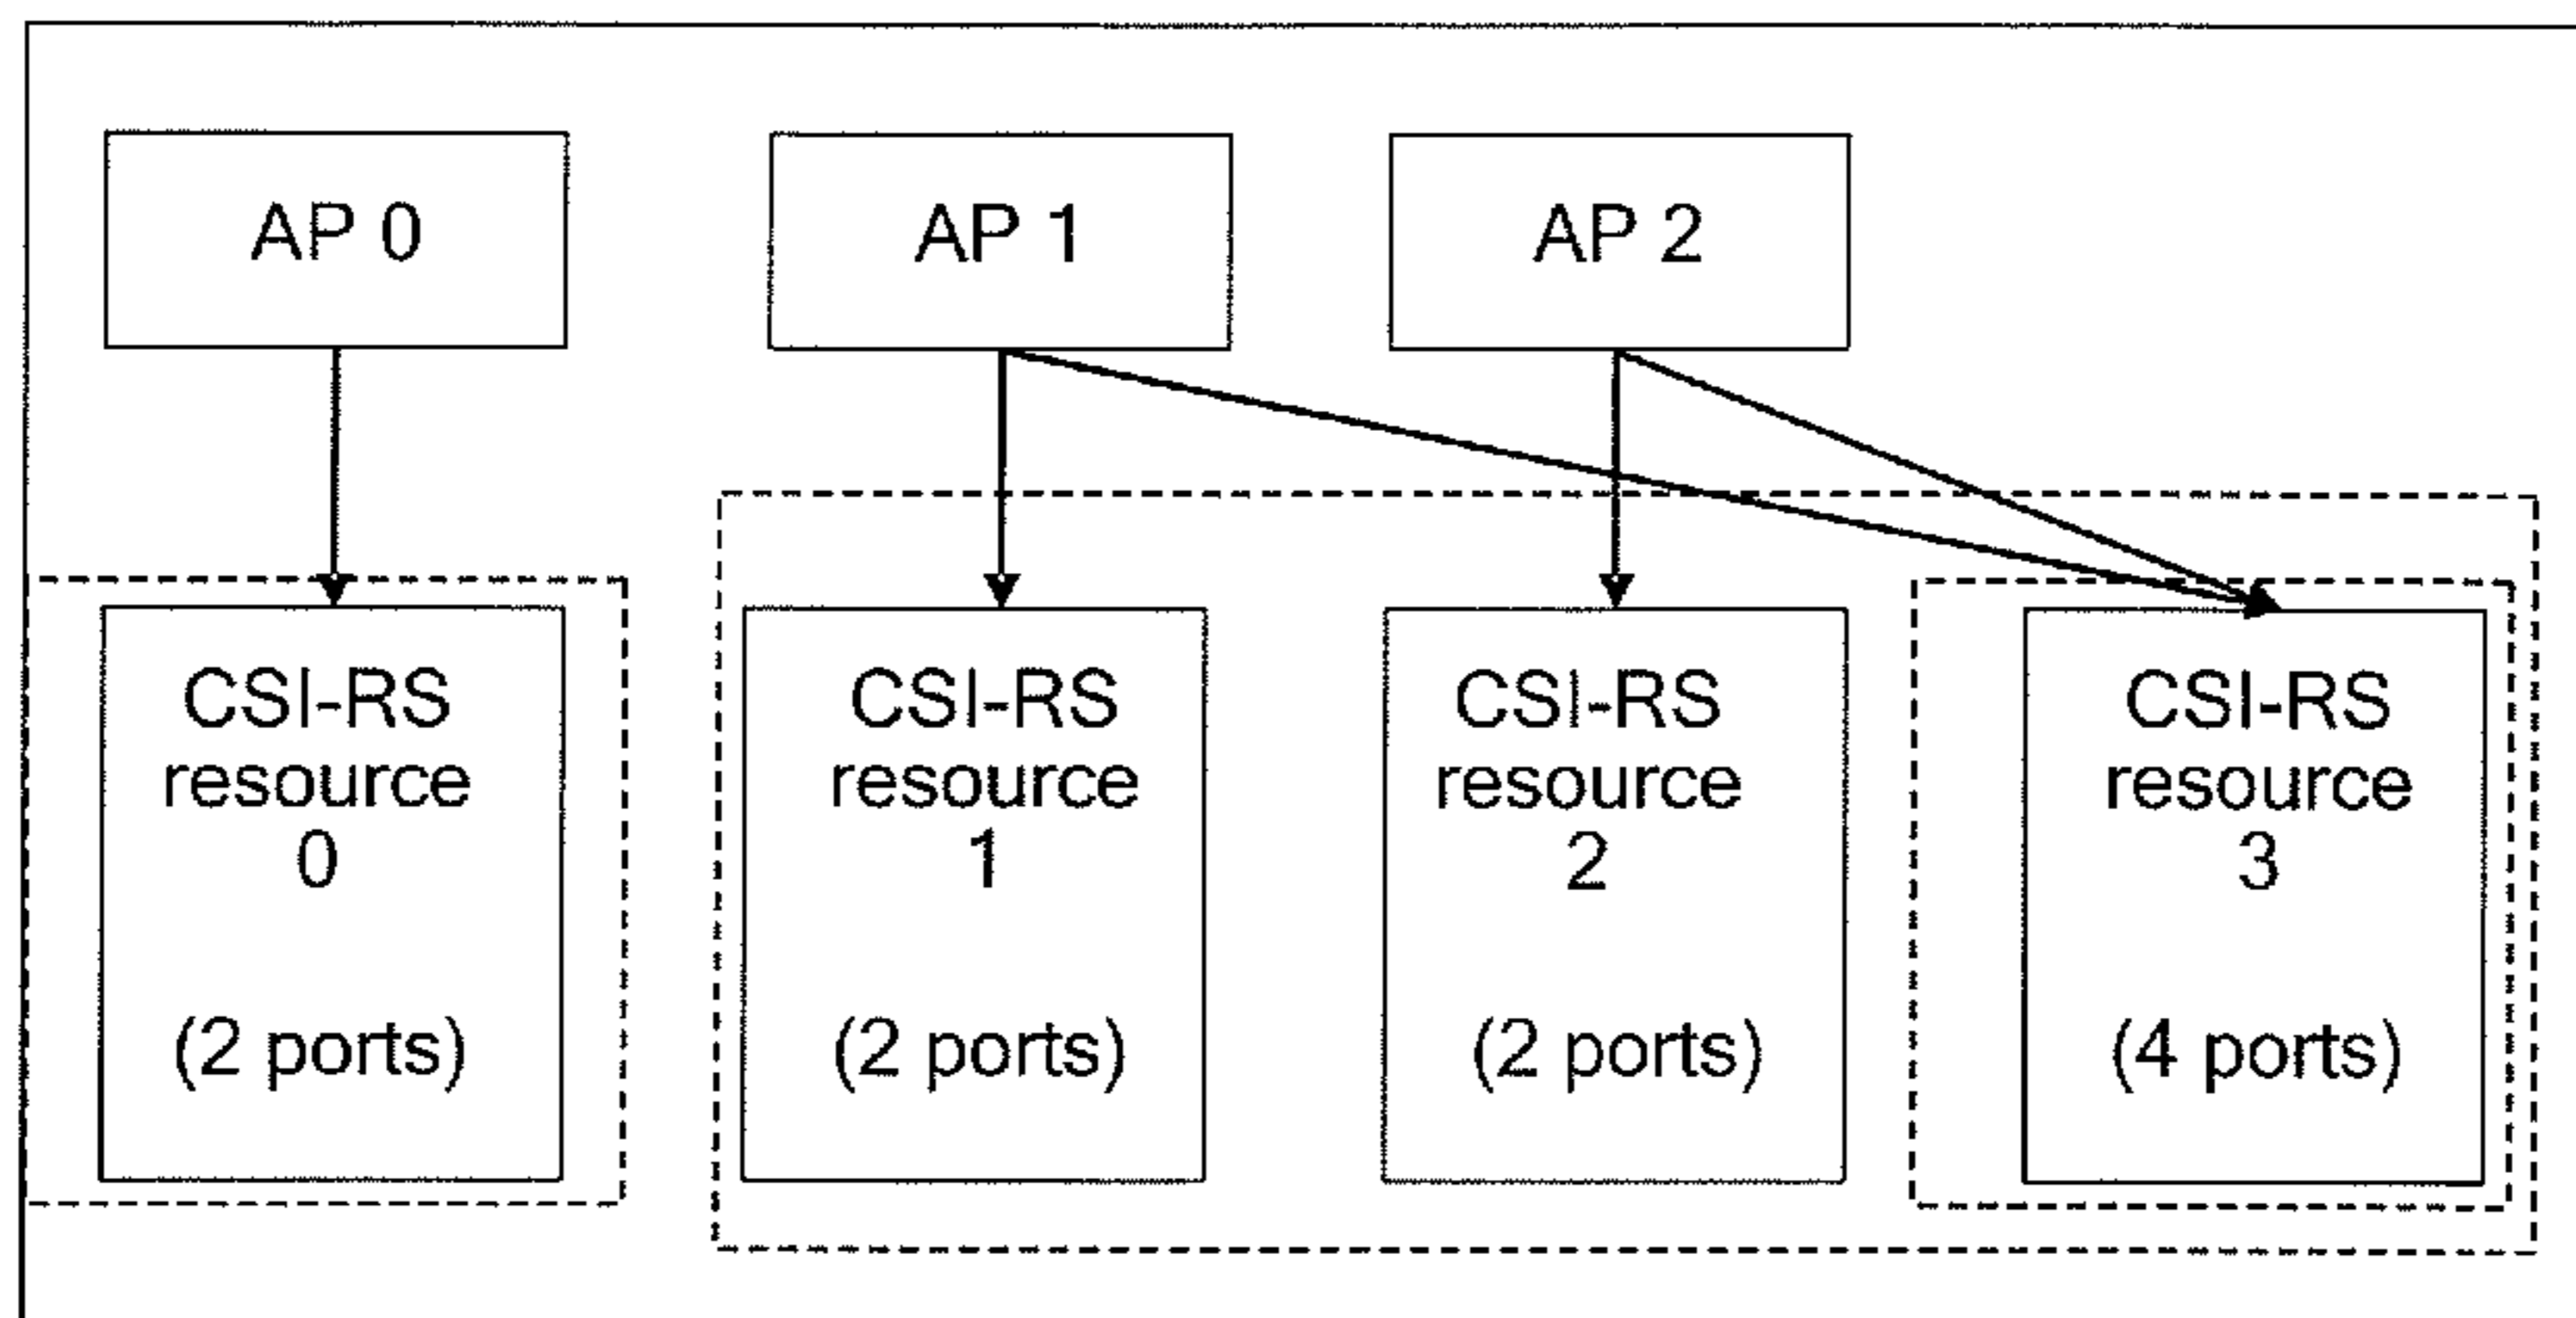 AP 0
AP 1
AP 2
CSI-RS
resource
0
(2 ports)
CSI-RS
resource
1
(2 ports)
CSI-RS
resource
2
(2 ports)
CSI-RS
resource
3
(4 ports)